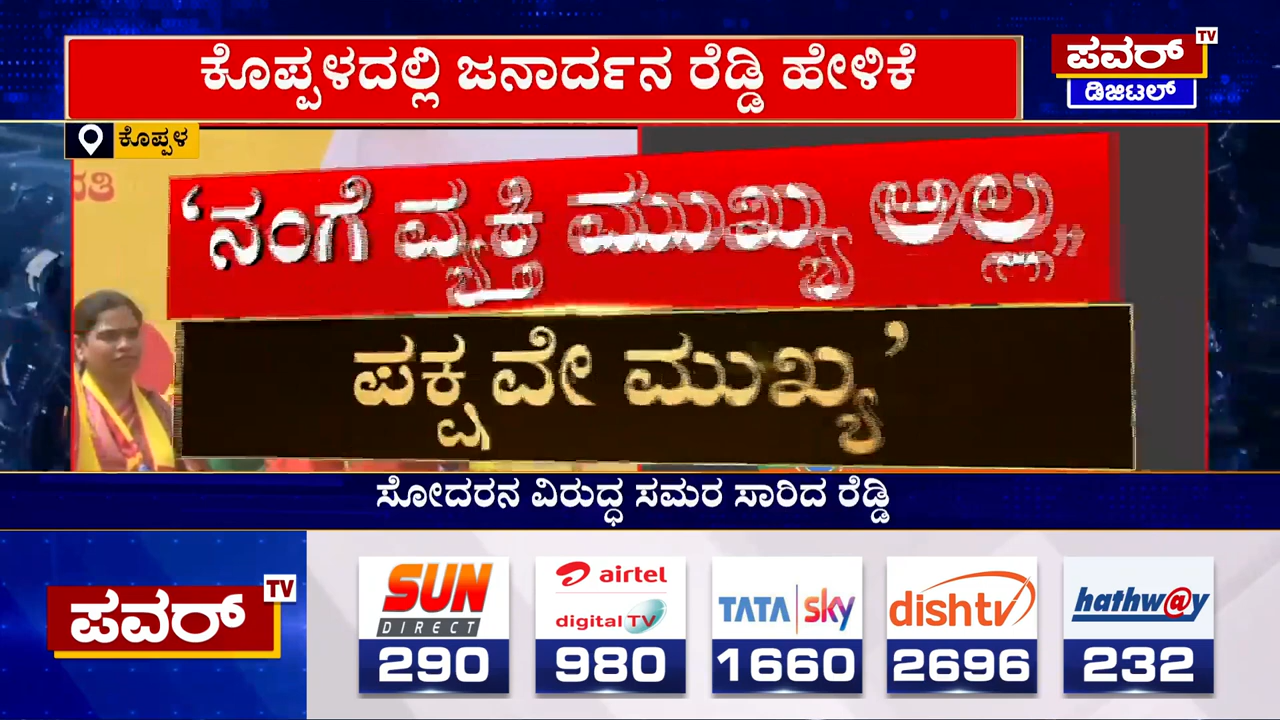 ಕೊಪ್ಪಳದಲ್ಲಿ ಜನಾರ್ದನ ರೆಡ್ಡಿ ಹೇಳಿಕೆ
ಪವರ್ TV
ಡಿಜಿಟಲ್
ಕೊಪ್ಪಳ
‘ನಂಗೆ ವ್ಯಕ್ತಿ ಮುಖ್ಯ ಅಲ್ಲ,
ಪಕ್ಷವೇ ಮುಖ್ಯ’
ಸೋದರನ ವಿರುದ್ಧ ಸಮರ ಸಾರಿದ ರೆಡ್ಡಿ
ಪವರ್ TV
SUN DIRECT 290
airtel digital TV 980
TATA sky 1660
dishtv 2696
hathw@y 232